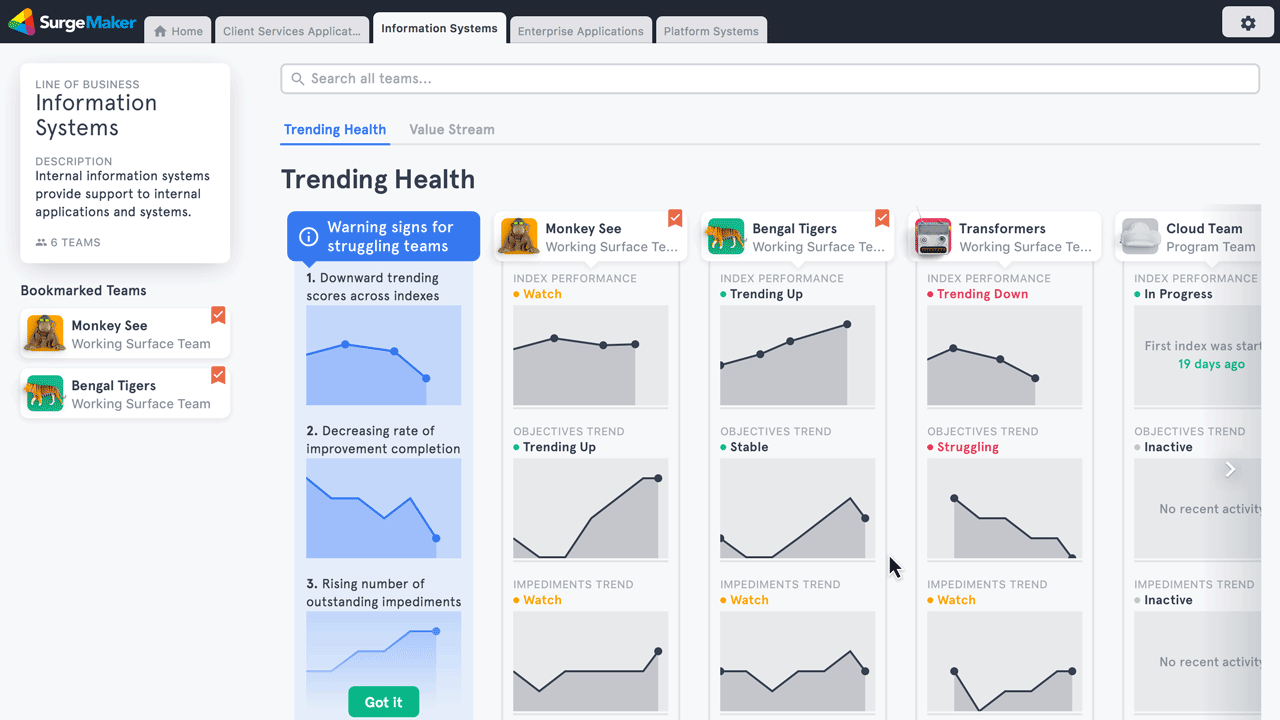 SurgeMaker
Home
Client Services Applicat...
Information Systems
Enterprise Applications
Platform Systems
LINE OF BUSINESS
Information
Systems
DESCRIPTION
Internal information systems
provide support to internal
applications and systems.
6 TEAMS
Bookmarked Teams
Monkey See
Working Surface Team
Bengal Tigers
Working Surface Team
Search all teams...
Trending Health
Value Stream
Trending Health
Warning signs for
struggling teams
1. Downward trending
scores across indexes
2. Decreasing rate of
improvement completion
3. Rising number of
outstanding impediments
Got it
Monkey See
Working Surface Te...
INDEX PERFORMANCE
Watch
OBJECTIVES TREND
Trending Up
IMPEDIMENTS TREND
Watch
Bengal Tigers
Working Surface Te...
INDEX PERFORMANCE
Trending Up
OBJECTIVES TREND
Stable
IMPEDIMENTS TREND
Watch
Transformers
Working Surface Te...
INDEX PERFORMANCE
Trending Down
OBJECTIVES TREND
Struggling
IMPEDIMENTS TREND
Watch
Cloud Team
Program Team
INDEX PERFORMANCE
In Progress
First index was start
19 days ago
OBJECTIVES TREND
Inactive
No recent activity
IMPEDIMENTS TREND
Inactive
No recent activity